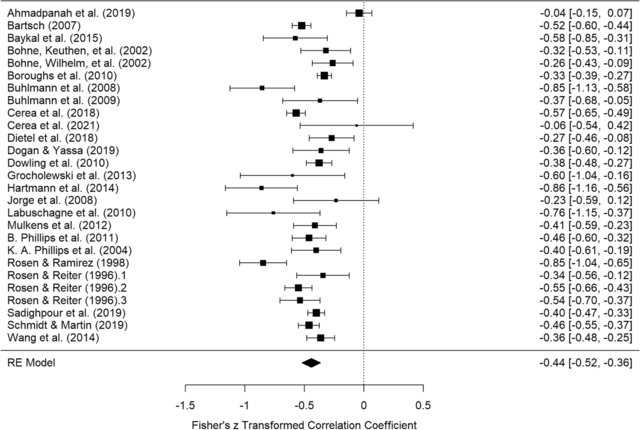 Ahmadpanah et al. (2019) -0.04 [-0.15, 0.07]
Bartsch (2007) -0.52 [-0.60, -0.44]
Baykal et al. (2015) -0.58 [-0.85, -0.31]
Bohne, Keuthen, et al. (2002) -0.32 [-0.53, -0.11]
Bohne, Wilhelm, et al. (2002) -0.26 [-0.43, -0.09]
Boroughs et al. (2010) -0.33 [-0.39, -0.27]
Buhlmann et al. (2008) -0.85 [-1.13, -0.58]
Buhlmann et al. (2009) -0.37 [-0.68, -0.05]
Cerea et al. (2018) -0.57 [-0.65, -0.49]
Cerea et al. (2021) -0.06 [-0.54, 0.42]
Dietel et al. (2018) -0.27 [-0.46, -0.08]
Dogan & Yassa (2019) -0.36 [-0.60, -0.12]
Dowling et al. (2010) -0.38 [-0.48, -0.27]
Grocholewski et al. (2013) -0.60 [-1.04, -0.16]
Hartmann et al. (2014) -0.86 [-1.16, -0.56]
Jorge et al. (2008) -0.23 [-0.59, 0.12]
Labuschagne et al. (2010) -0.76 [-1.15, -0.37]
Mulkens et al. (2012) -0.41 [-0.59, -0.23]
B. Phillips et al. (2011) -0.46 [-0.60, -0.32]
K. A. Phillips et al. (2004) -0.40 [-0.61, -0.19]
Rosen & Ramirez (1998) -0.85 [-1.04, -0.65]
Rosen & Reiter (1996).1 -0.34 [-0.56, -0.12]
Rosen & Reiter (1996).2 -0.55 [-0.66, -0.43]
Rosen & Reiter (1996).3 -0.54 [-0.70, -0.37]
Sadighpour et al. (2019) -0.40 [-0.47, -0.33]
Schmidt & Martin (2019) -0.46 [-0.55, -0.37]
Wang et al. (2014) -0.36 [-0.48, -0.25]
RE Model -0.44 [-0.52, -0.36]
-1.5 -1 -0.5 0 0.5 1
Fisher's z Transformed Correlation Coefficient